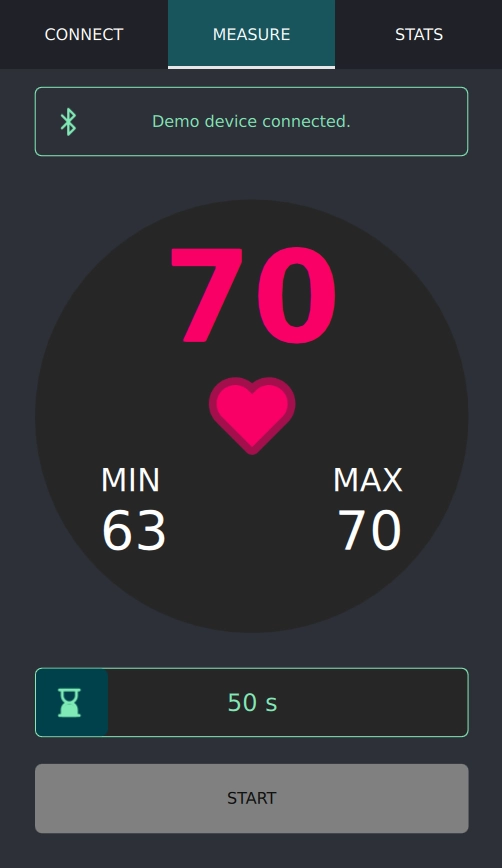 CONNECT MEASURE STATS
Demo device connected.
70
MIN MAX
63 70
50 s
START